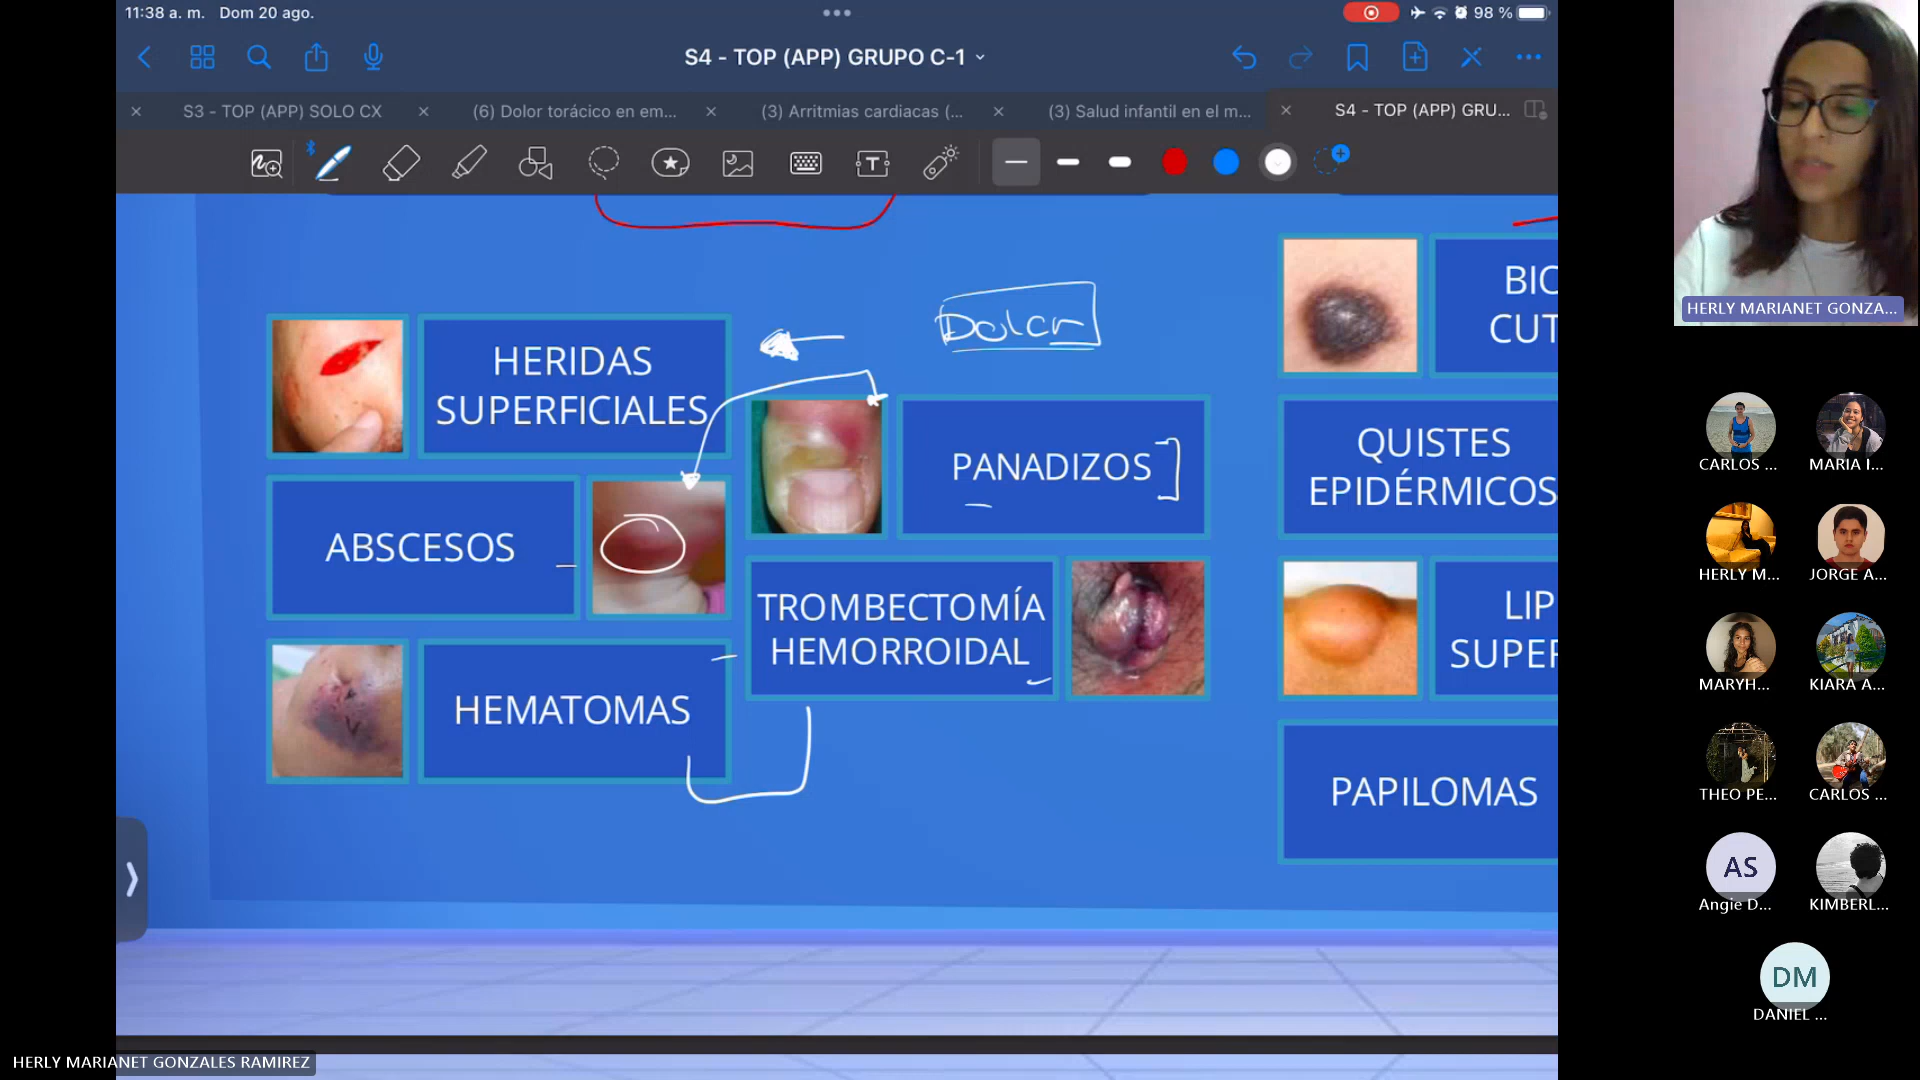 11:38 a. m. Dom 20 ago.
98 %
S4 - TOP (APP) GRUPO C-1
S3 - TOP (APP) SOLO CX
(6) Dolor torácico en em...
(3) Arritmias cardiacas (...
(3) Salud infantil en el m...
S4 - TOP (APP) GRU...
Dolor
HERIDAS
SUPERFICIALES
ABSCESOS
HEMATOMAS
PANADIZOS
TROMBECTOMÍA
HEMORROIDAL
BIO
CUT
QUISTES
EPIDÉRMICOS
LIP
SUPER
PAPILOMAS
HERLY MARIANET GONZA...
CARLOS ...
MARIA I...
HERLY M...
JORGE A...
MARYH...
KIARA A...
THEO PE...
CARLOS ...
AS
Angie D...
KIMBERL...
DM
DANIEL ...
HERLY MARIANET GONZALES RAMIREZ